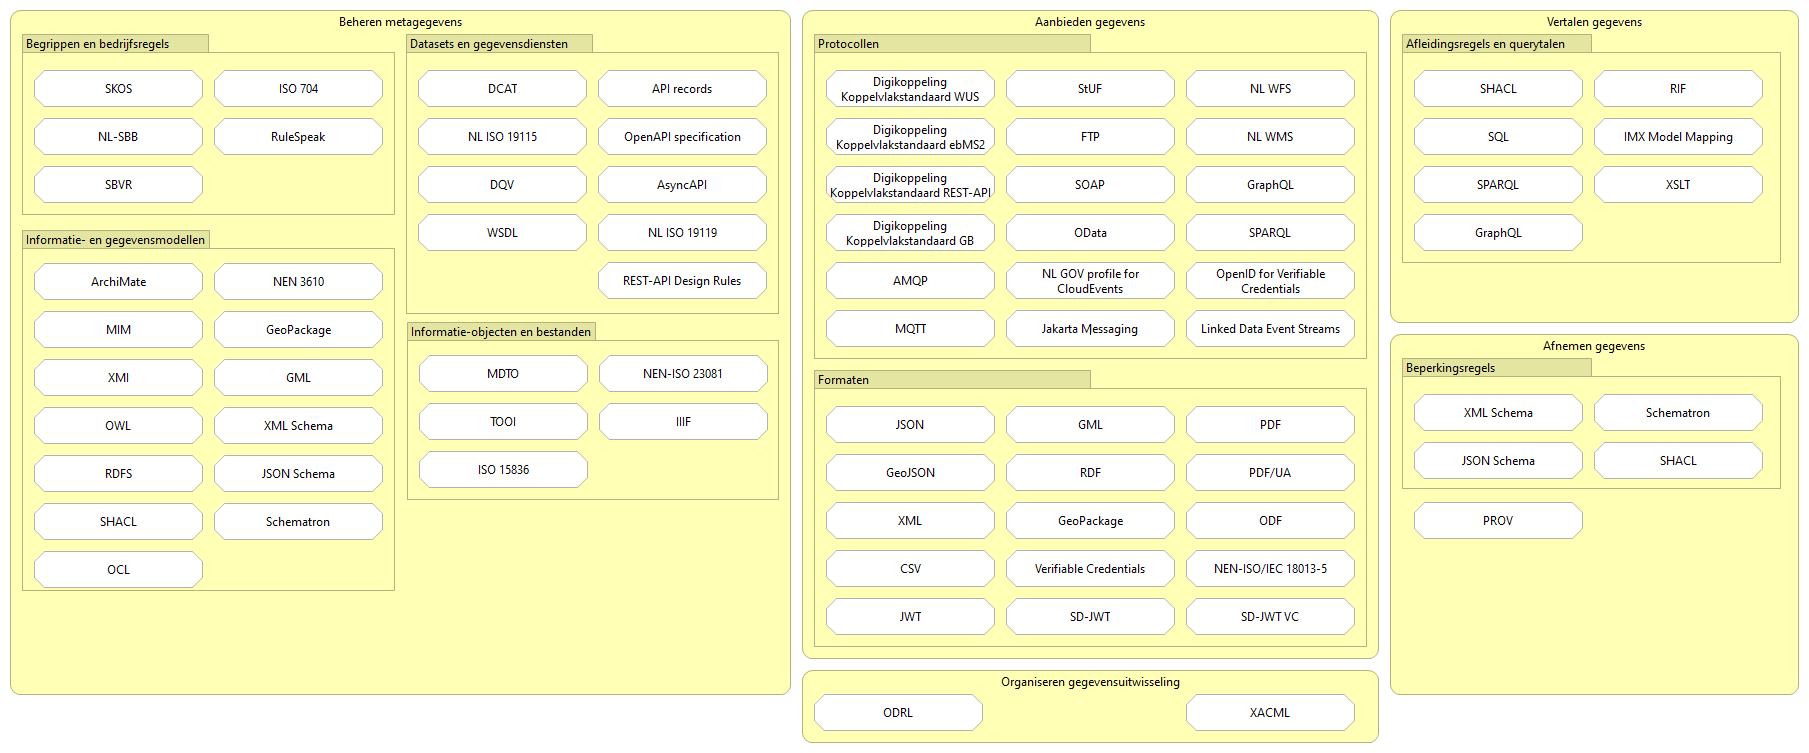 Beheren metagegevens
Begrippen en bedrijfsregels
SKOS
ISO 704
NL-SBB
RuleSpeak
SBVR
Informatie- en gegevensmodellen
ArchiMate
NEN 3610
MIM
GeoPackage
XMI
GML
OWL
XML Schema
RDFS
JSON Schema
SHACL
Schematron
OCL
Datasets en gegevensdiensten
DCAT
API records
NL ISO 19115
OpenAPI specification
DQV
AsyncAPI
WSDL
NL ISO 19119
REST-API Design Rules
Informatie-objecten en bestanden
MDTO
NEN-ISO 23081
TOOI
IIIF
ISO 15836
Aanbieden gegevens
Protocollen
Digikoppeling
Koppelvlakstandaard WUS
StUF
NL WFS
Digikoppeling
Koppelvlakstandaard ebMS2
FTP
NL WMS
Digikoppeling
Koppelvlakstandaard REST-API
SOAP
GraphQL
Digikoppeling
Koppelvlakstandaard GB
OData
SPARQL
AMQP
NL GOV profile for
CloudEvents
OpenID for Verifiable
Credentials
MQTT
Jakarta Messaging
Linked Data Event Streams
Formaten
JSON
GML
PDF
GeoJSON
RDF
PDF/UA
XML
GeoPackage
ODF
CSV
Verifiable Credentials
NEN-ISO/IEC 18013-5
JWT
SD-JWT
SD-JWT VC
Organiseren gegevensuitwisseling
ODRL
XACML
Vertalen gegevens
Afleidingsregels en querytalen
SHACL
RIF
SQL
IMX Model Mapping
SPARQL
XSLT
GraphQL
Afnemen gegevens
Beperkingsregels
XML Schema
Schematron
JSON Schema
SHACL
PROV